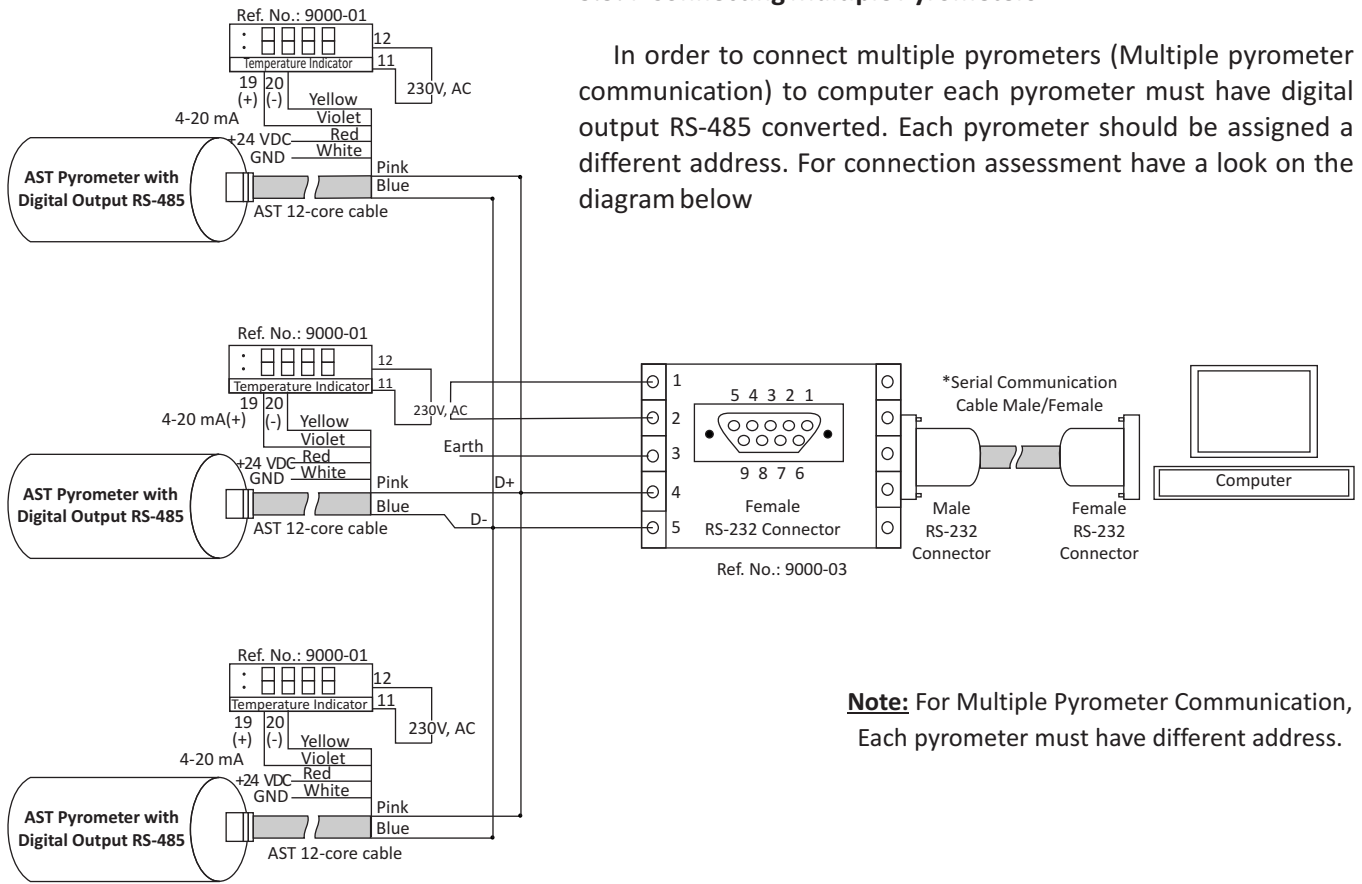 In order to connect multiple pyrometers (Multiple pyrometer
communication) to computer each pyrometer must have digital
output RS-485 converted. Each pyrometer should be assigned a
different address. For connection assessment have a look on the
diagram below
Ref. No.: 9000-01
12
Temperature Indicator
11
19 20
(+) (-)
230V, AC
Yellow
4-20 mA
Violet
+24 VDC
Red
GND
White
Pink
AST Pyrometer with
Digital Output RS-485
Blue
AST 12-core cable
Ref. No.: 9000-01
12
Temperature Indicator
11
19 20
4-20 mA(+) (-)
230V, AC
Yellow
Violet
+24 VDC
Red
GND
White
Pink
D+
AST Pyrometer with
Digital Output RS-485
Blue
D-
AST 12-core cable
Earth
1
2
3
4
5
5 4 3 2 1
9 8 7 6
Female
RS-232 Connector
Ref. No.: 9000-03
*Serial Communication
Cable Male/Female
Male
RS-232
Connector
Female
RS-232
Connector
Computer
Ref. No.: 9000-01
12
Temperature Indicator
11
19 20
(+) (-)
230V, AC
Yellow
4-20 mA
Violet
+24 VDC
Red
GND
White
Pink
AST Pyrometer with
Digital Output RS-485
Blue
AST 12-core cable
Note: For Multiple Pyrometer Communication,
Each pyrometer must have different address.